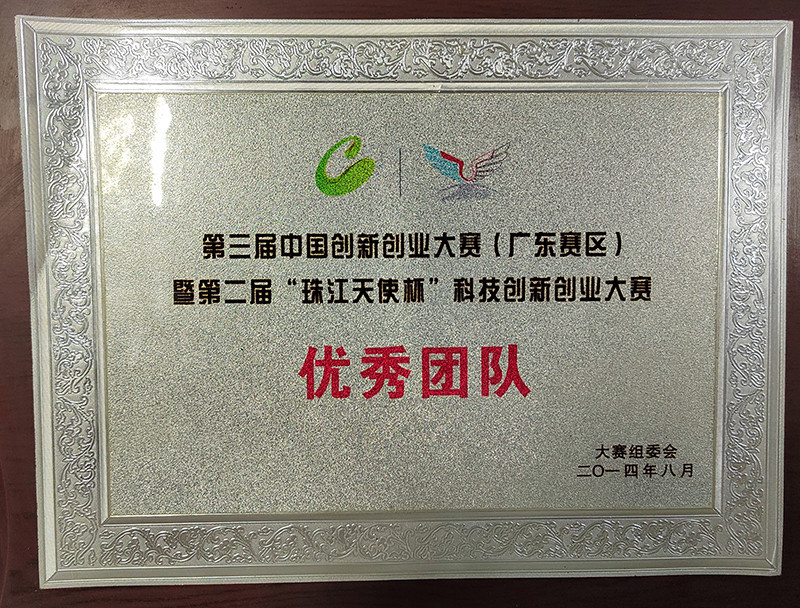 第三届中国创新创业大赛（广东赛区）
暨第二届“珠江天使杯”科技创新创业大赛
优秀团队
大赛组委会
二〇一四年八月